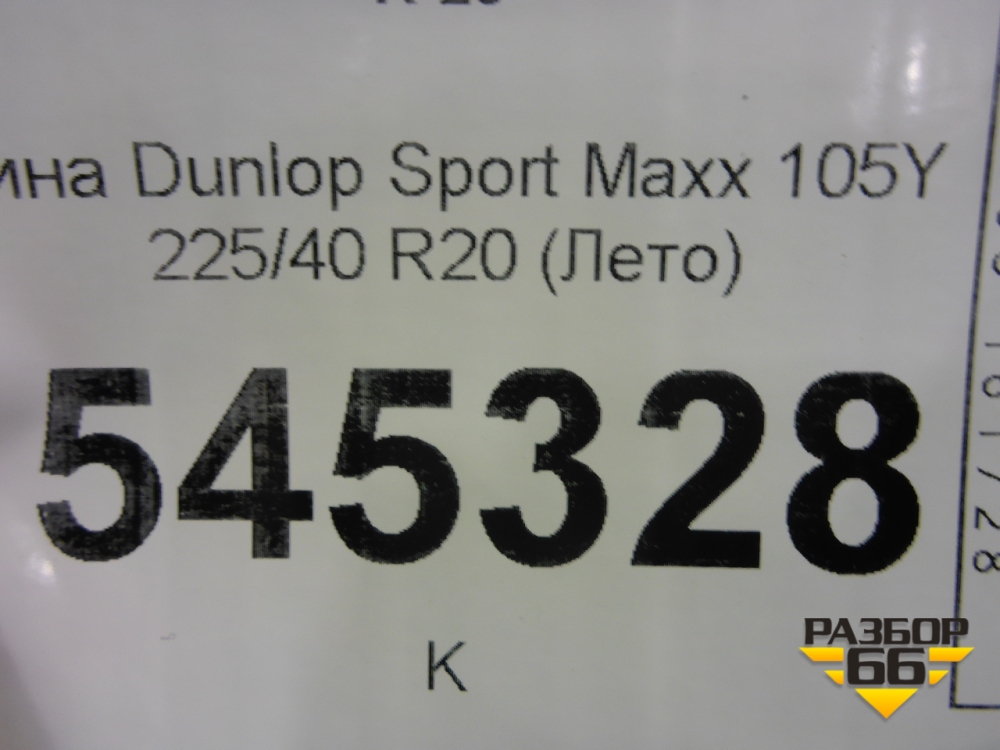 ина Dunlop Sport Maxx 105Y
225/40 R20 (Лето)
545328
К
РАЗБОР
66